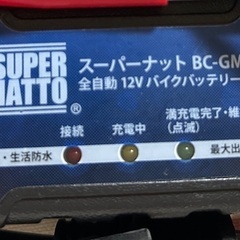 SUPER
NATTO
®
スーパーナット BC-GM
全自動 12V バイクバッテリー
接続
充電中
満充電完了・維
(点滅)
・生活防水
最大出